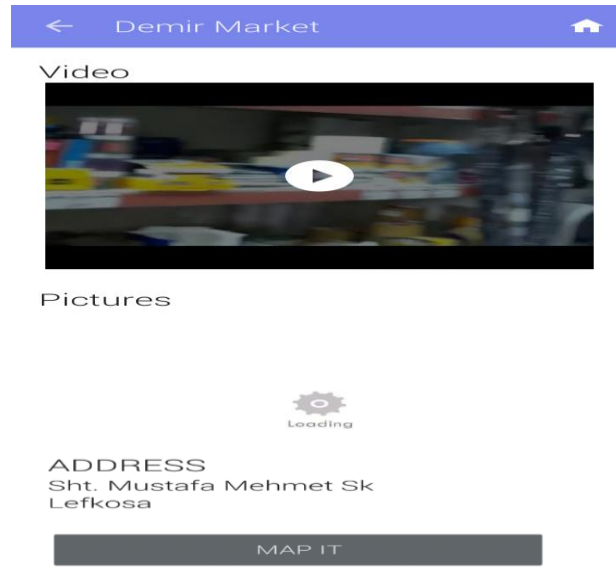 Demir Market
Video
Pictures
Loading
ADDRESS
Sht. Mustafa Mehmet Sk
Lefkosa
MAP IT